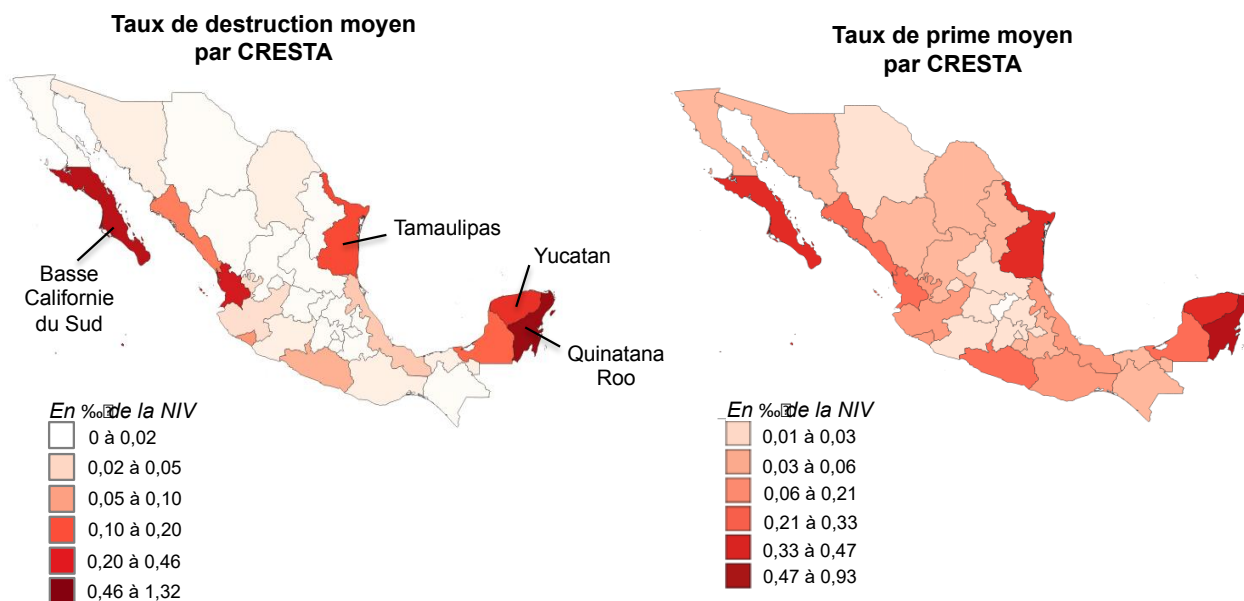 Taux de destruction moyen
par CRESTA
Taux de prime moyen
par CRESTA
Tamaulipas
Yucatan
Basse
Californie
du Sud
Quinatana
Roo
En ‰ de la NIV
0 à 0,02
0,02 à 0,05
0,05 à 0,10
0,10 à 0,20
0,20 à 0,46
0,46 à 1,32
_En ‰ de la NIV
0,01 à 0,03
0,03 à 0,06
0,06 à 0,21
0,21 à 0,33
0,33 à 0,47
0,47 à 0,93